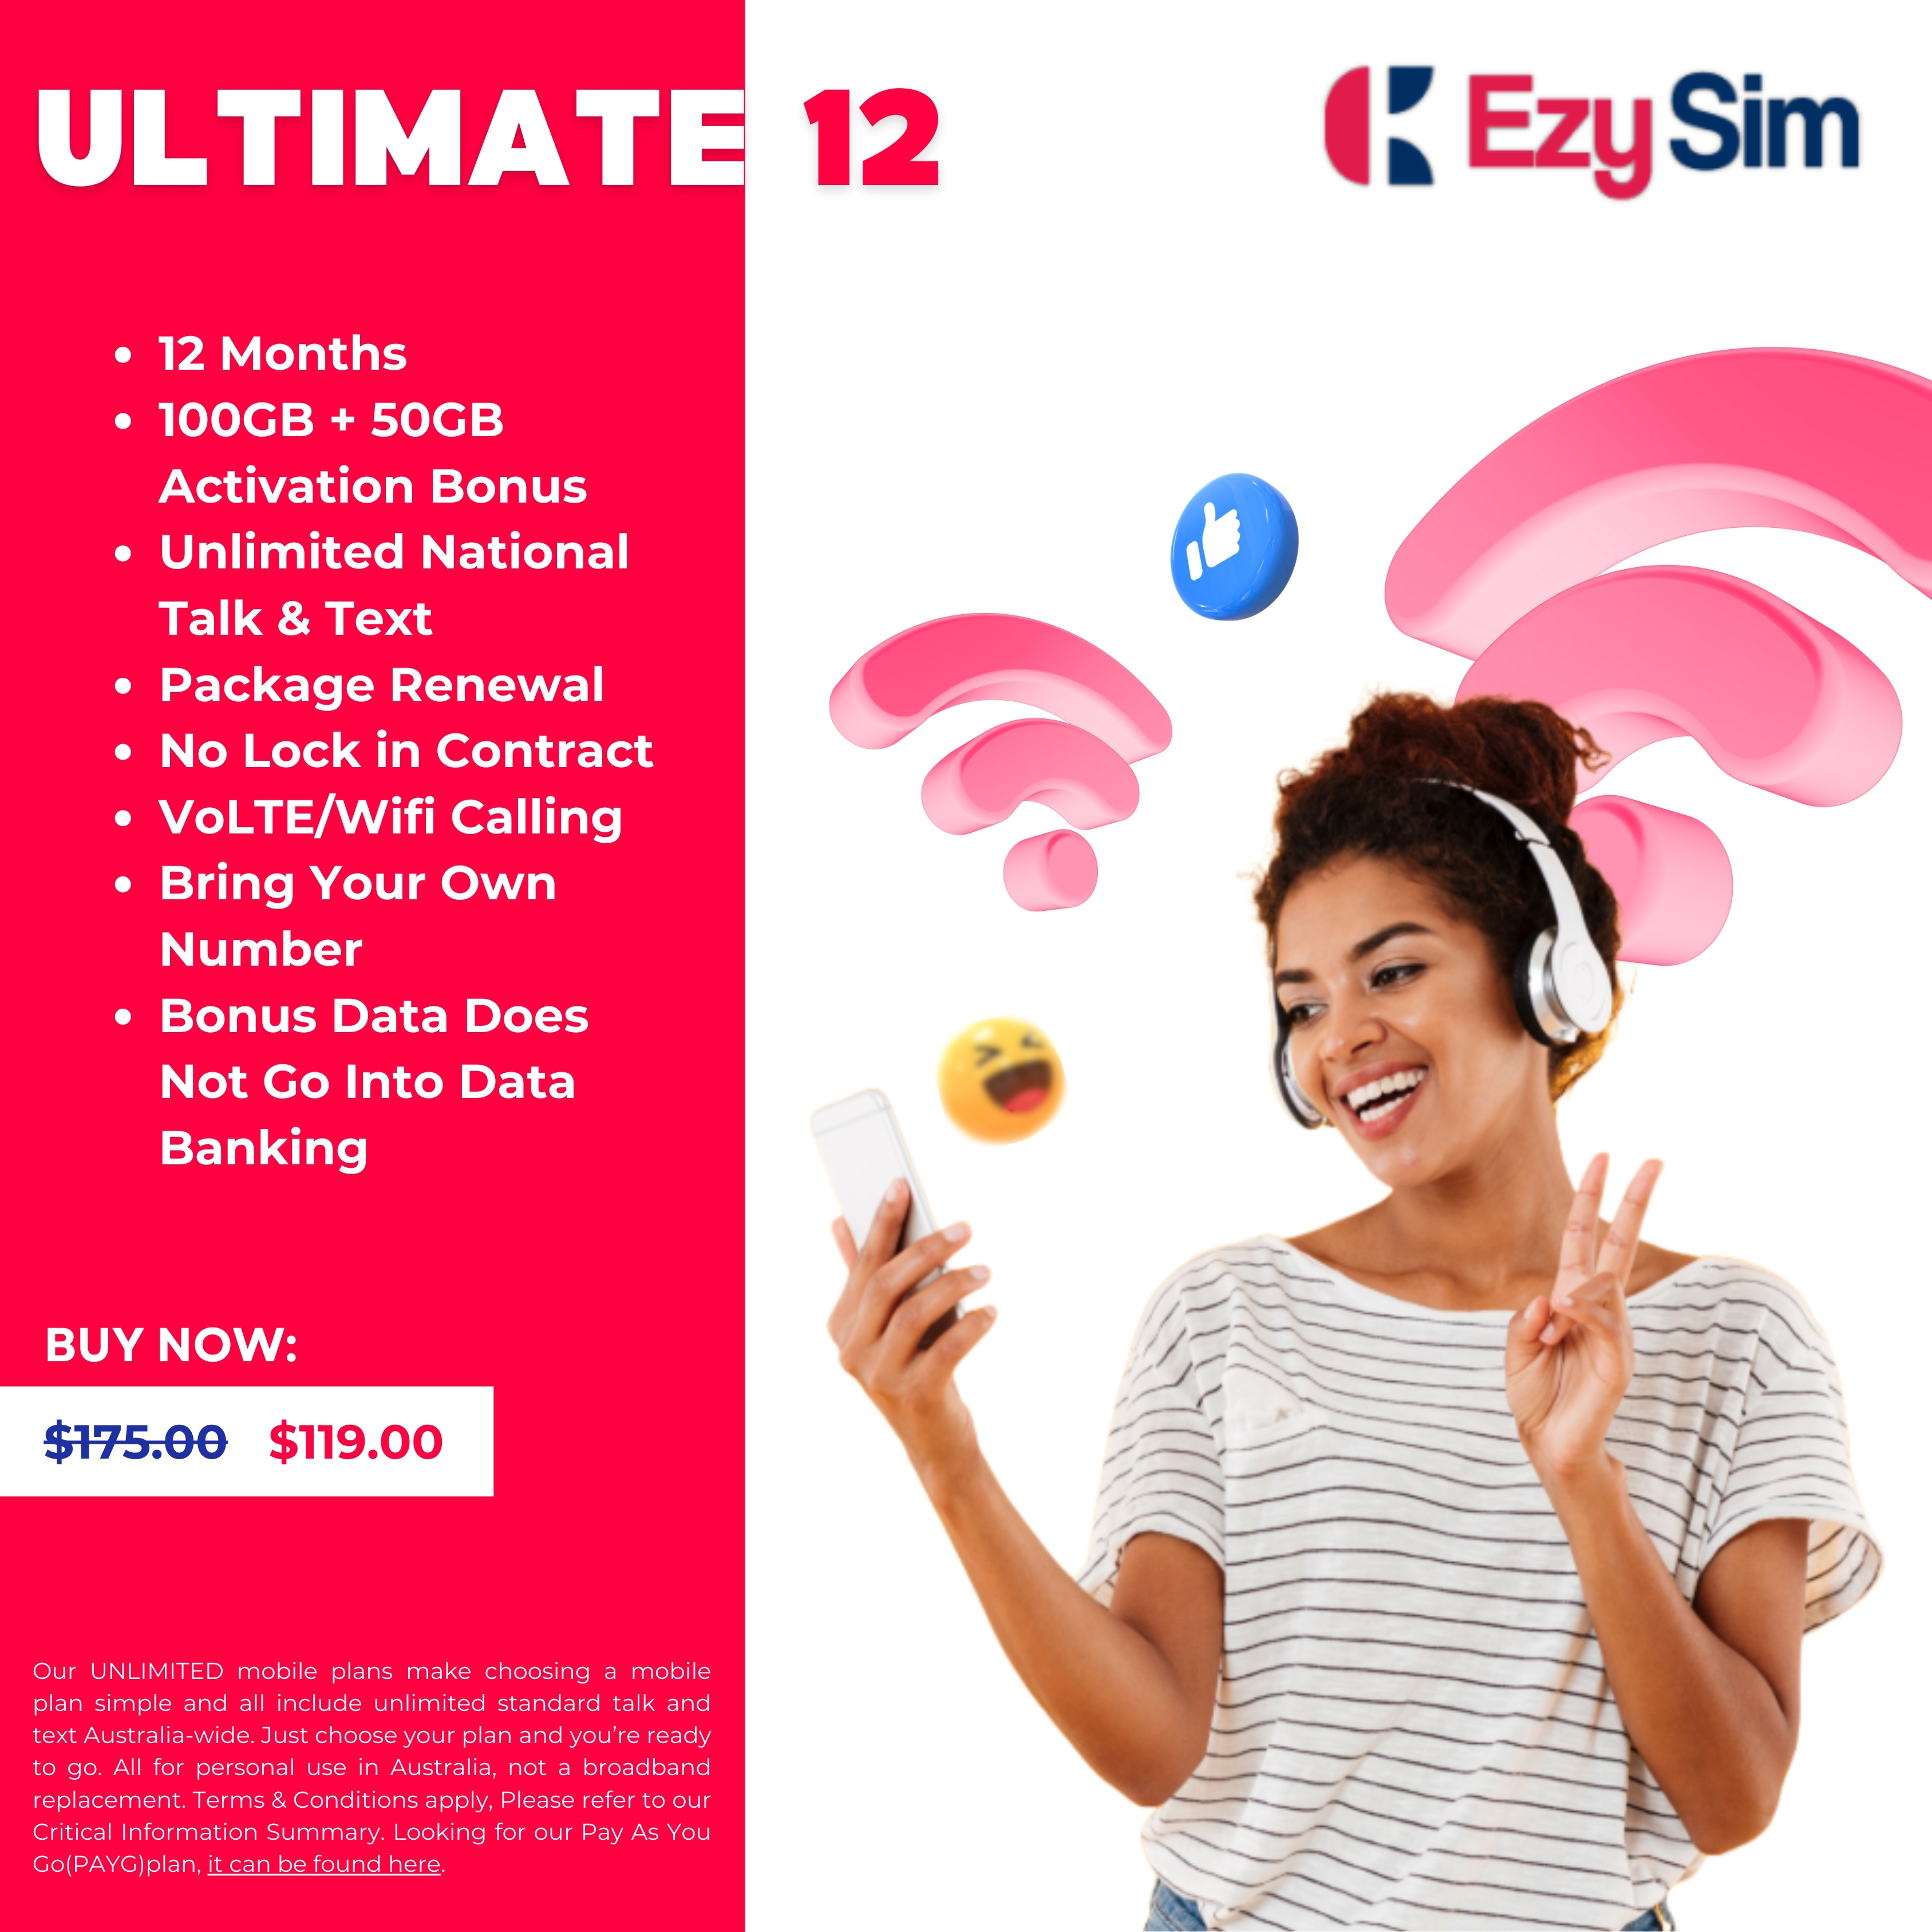 ULTIMATE 12
Ezy Sim
12 Months
100GB + 50GB
Activation Bonus
Unlimited National
Talk & Text
Package Renewal
No Lock in Contract
VoLTE/Wifi Calling
Bring Your Own
Number
Bonus Data Does
Not Go Into Data
Banking
BUY NOW:
$175.00 $119.00
Our UNLIMITED mobile plans make choosing a mobile
plan simple and all include unlimited standard talk and
text Australia-wide. Just choose your plan and you’re ready
to go. All for personal use in Australia, not a broadband
replacement. Terms & Conditions apply, Please refer to our
Critical Information Summary. Looking for our Pay As You
Go(PAYG)plan, it can be found here.